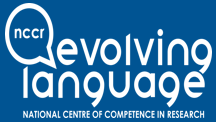 nccr
evolving
language
NATIONAL CENTRE OF COMPETENCE IN RESEARCH